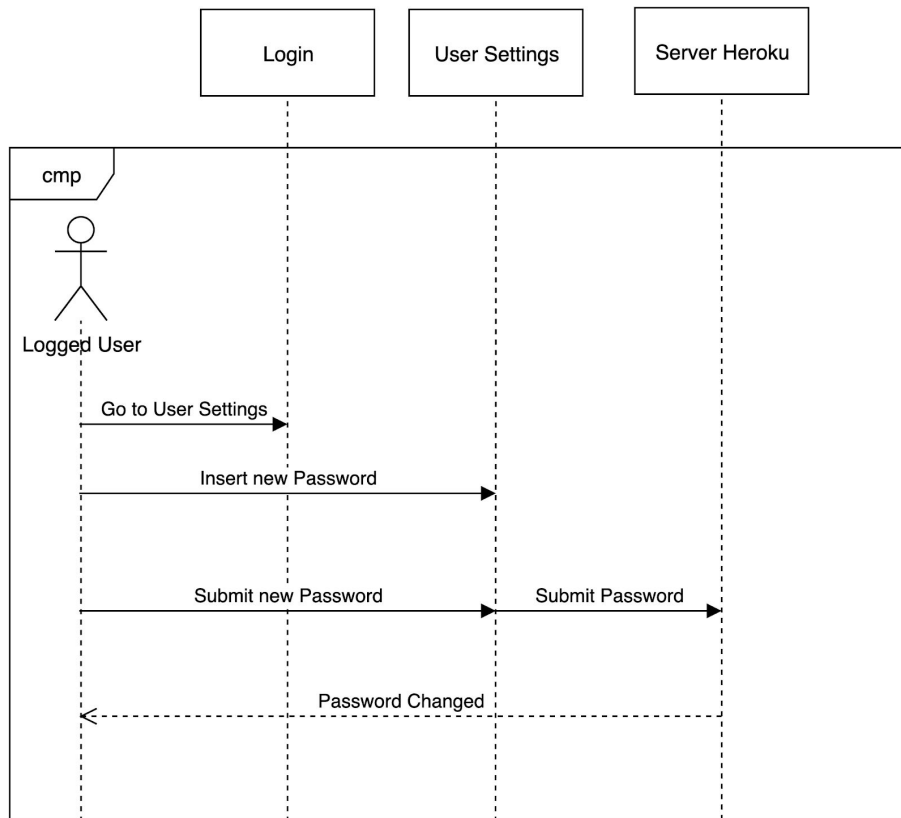 Login
User Settings
Server Heroku
cmp
Logged User
Go to User Settings
Insert new Password
Submit new Password
Submit Password
Password Changed